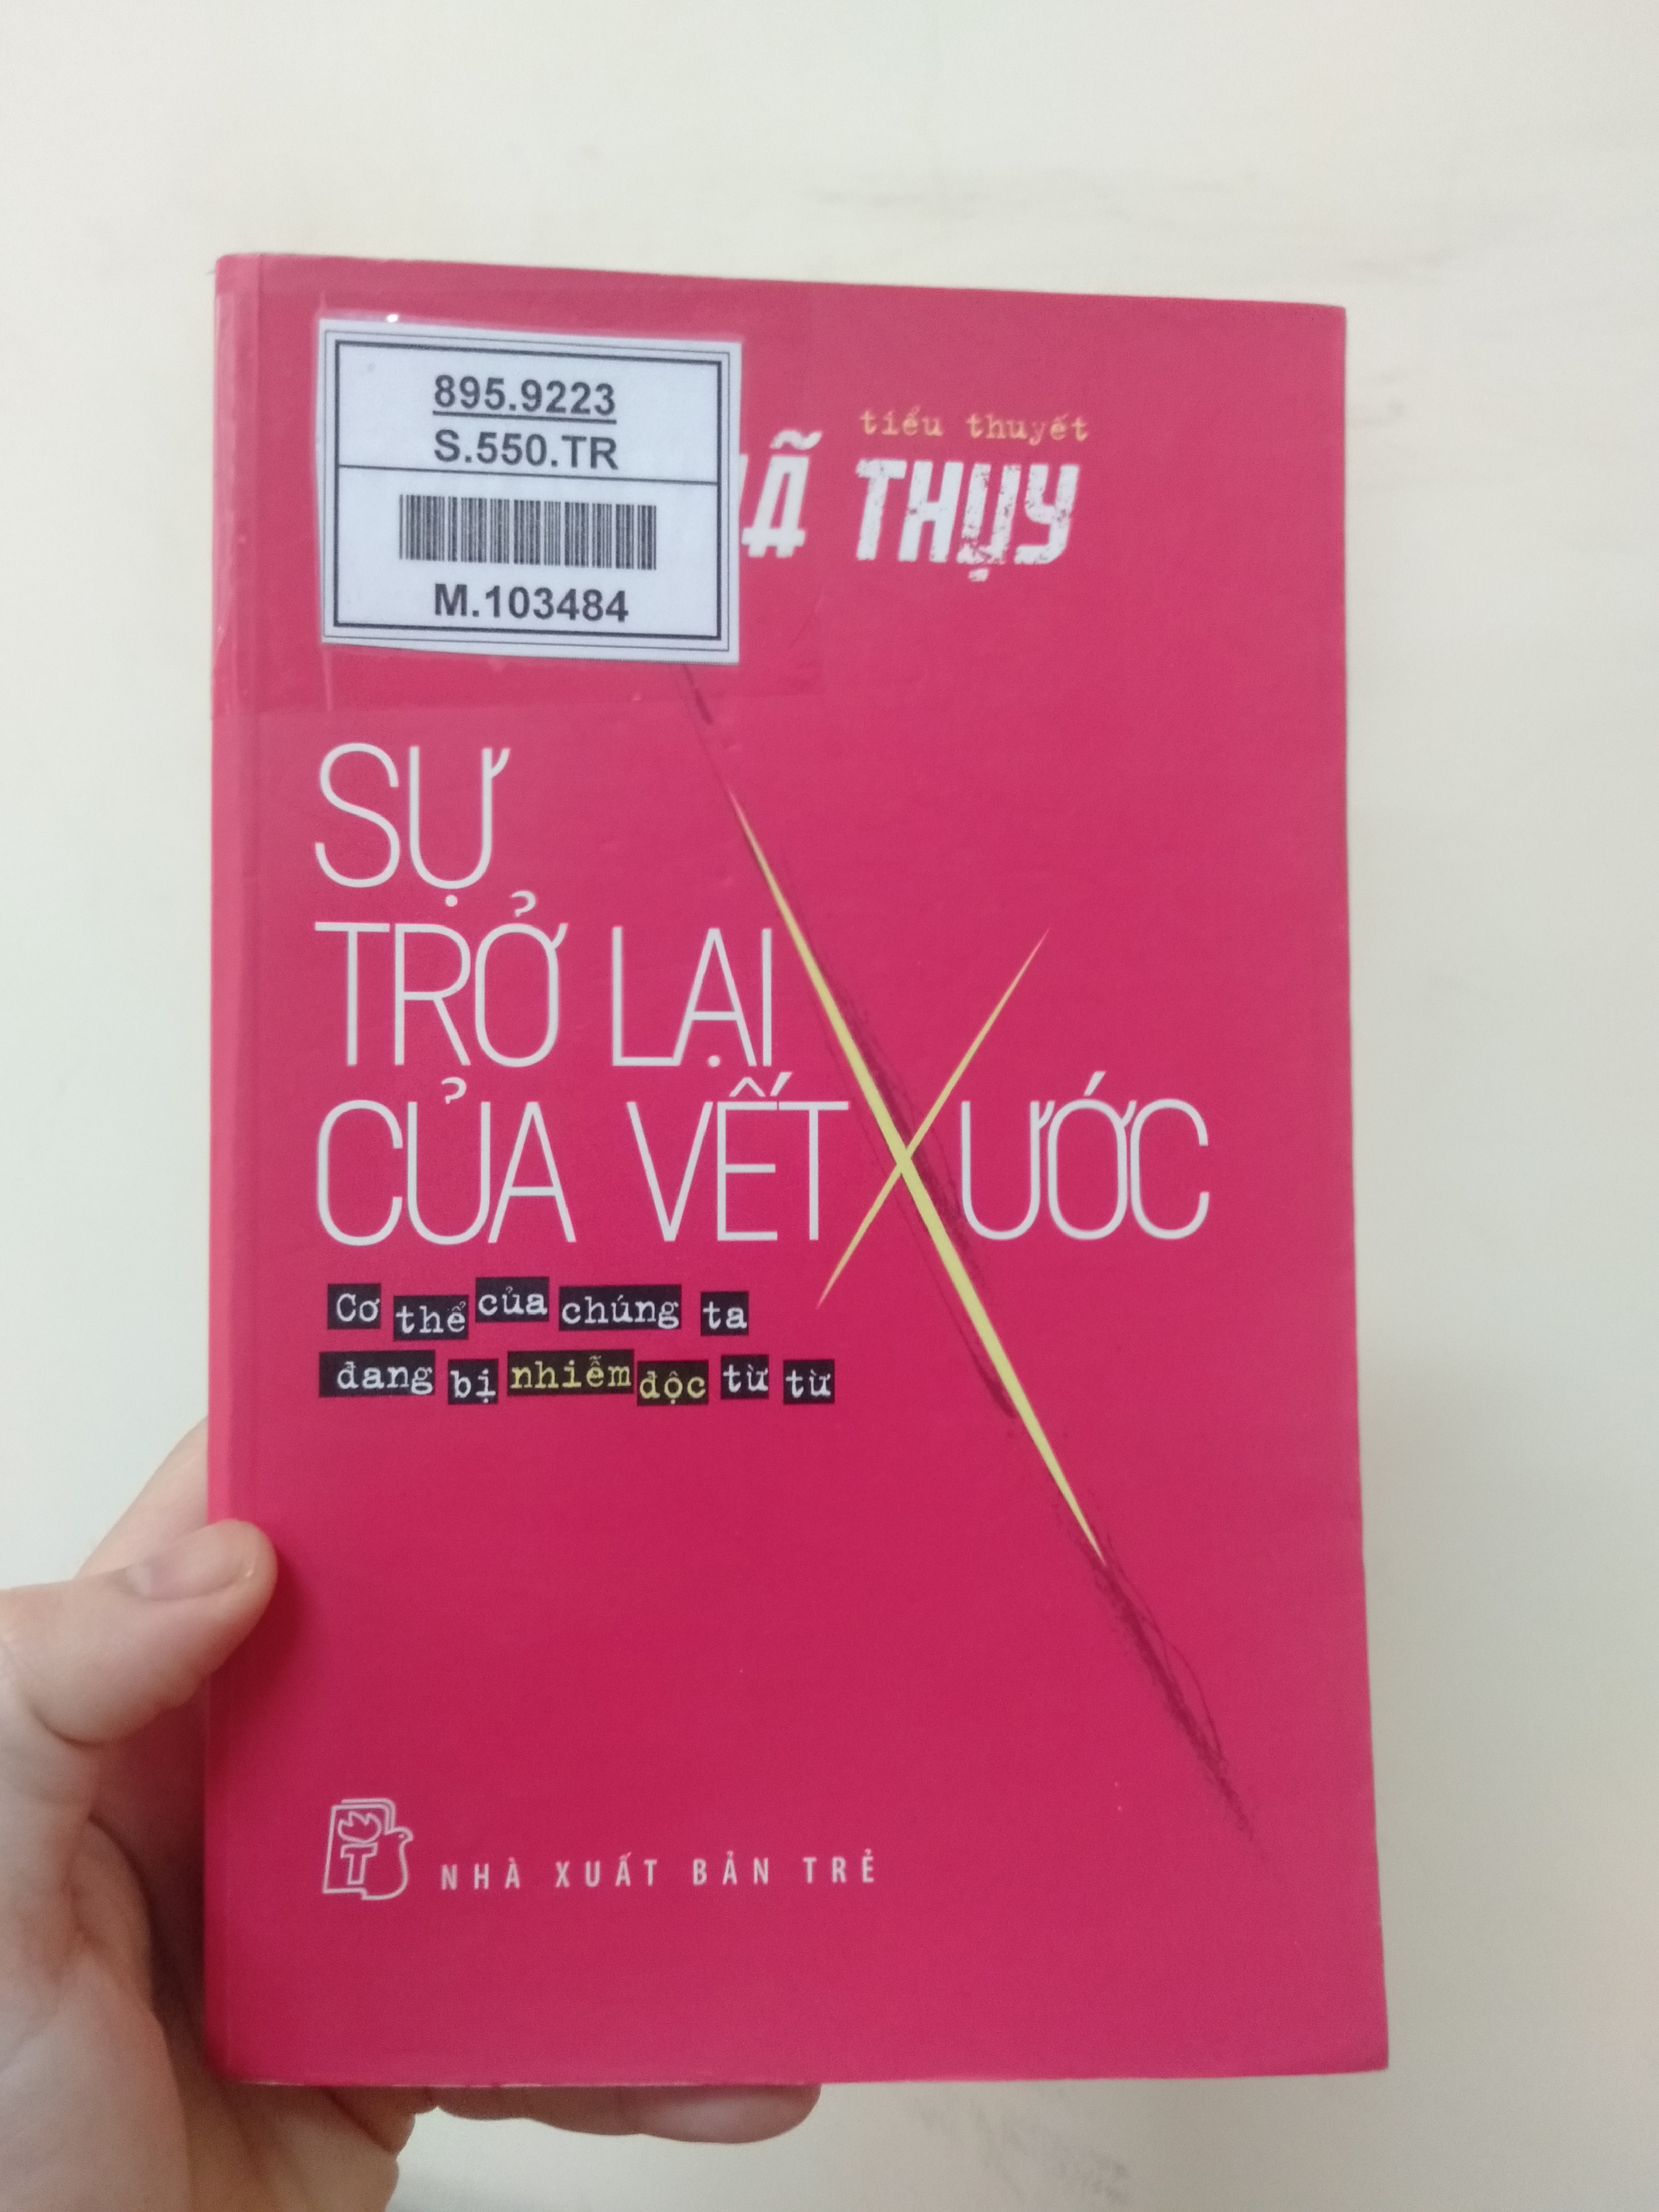 895.9223
S.550.TR
M.103484
tiểu thuyết
THỤY
SỰ
TRỞ LẠI
CỦA VẾT XƯỚC
Cơ thể của chúng ta
đang bị nhiễm độc từ từ
NHÀ XUẤT BẢN TRẺ